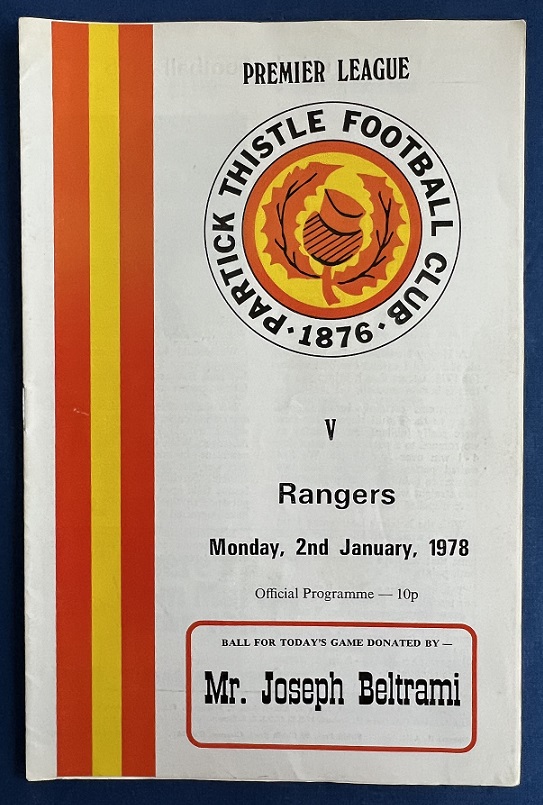 PREMIER LEAGUE
PARTICK THISTLE FOOTBALL CLUB
· 1876 ·
V
Rangers
Monday, 2nd January, 1978
Official Programme — 10p
BALL FOR TODAY'S GAME DONATED BY —
Mr. Joseph Beltrami